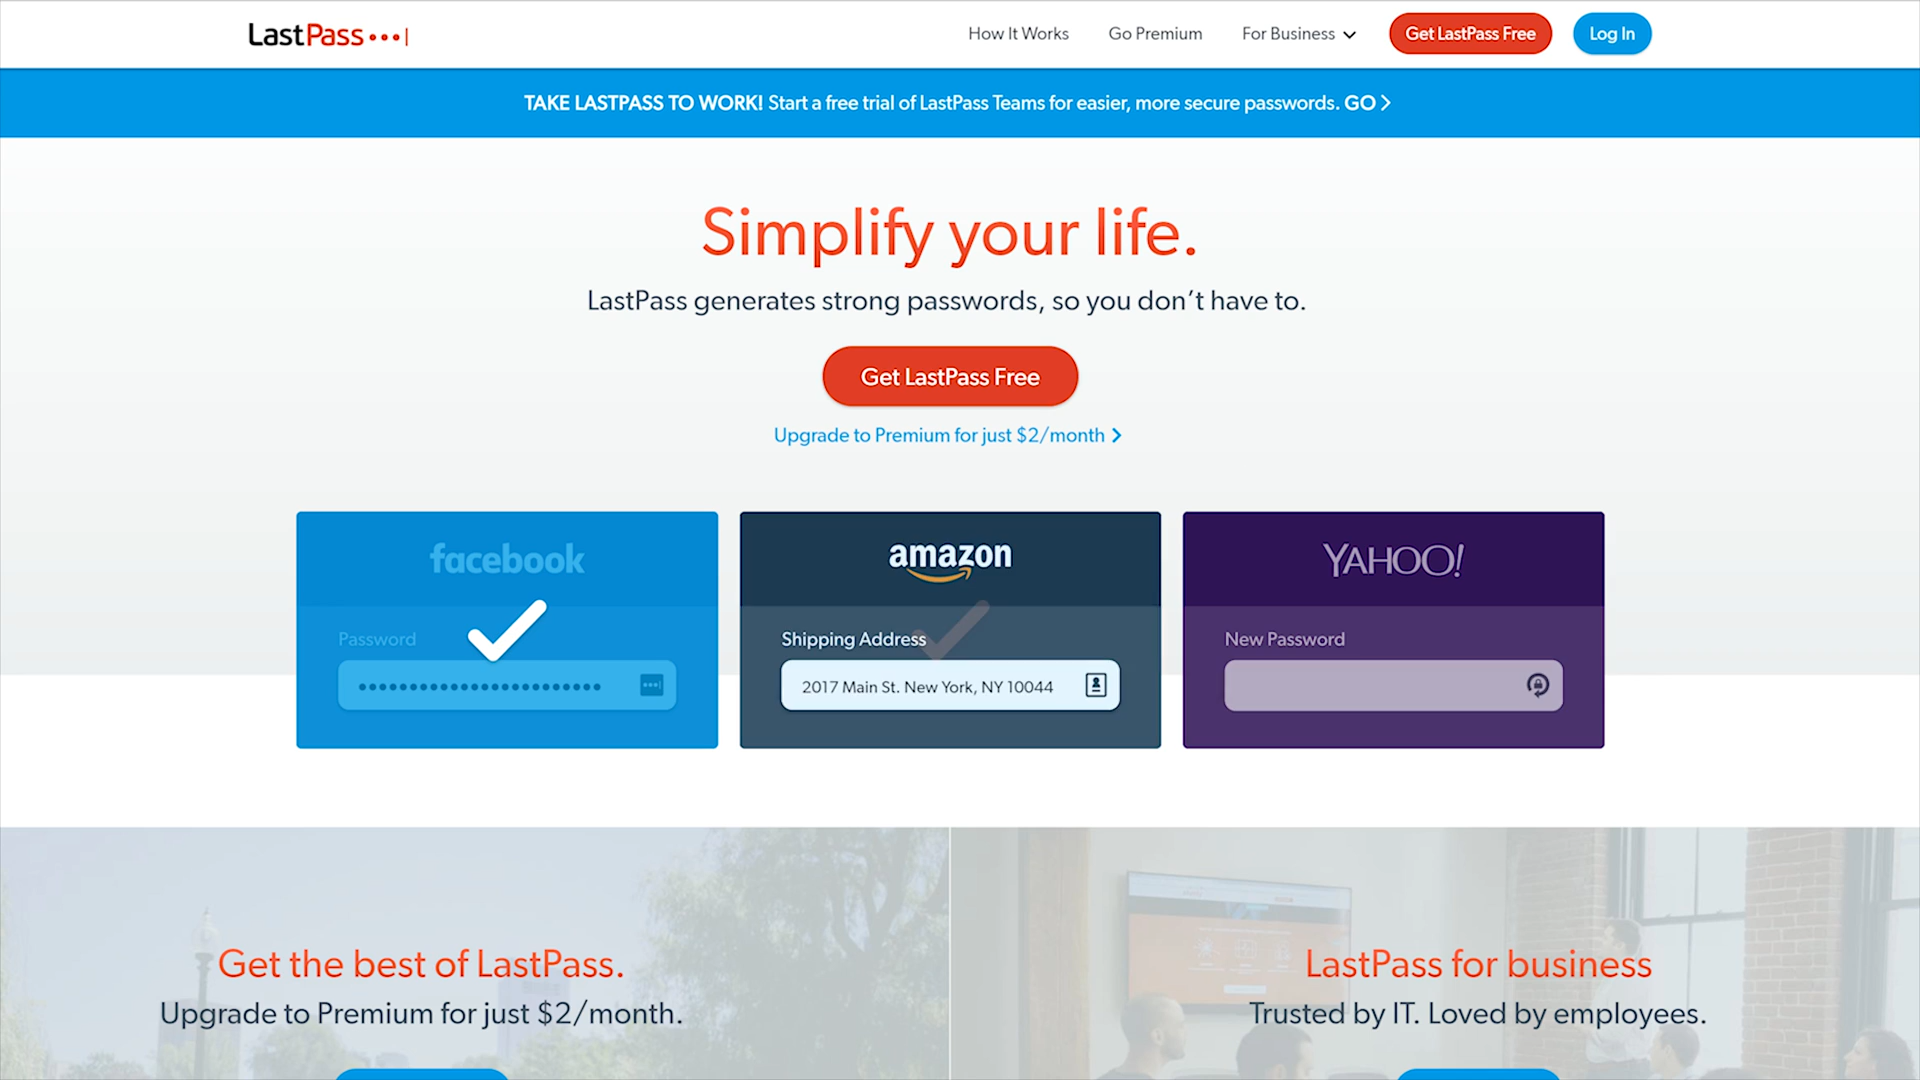 LastPass
How It Works
Go Premium
For Business
Get LastPass Free
Log In
TAKE LASTPASS TO WORK! Start a free trial of LastPass Teams for easier, more secure passwords. GO
Simplify your life.
LastPass generates strong passwords, so you don’t have to.
Get LastPass Free
Upgrade to Premium for just $2/month
facebook
Password
amazon
Shipping Address
2017 Main St. New York, NY 10044
YAHOO!
New Password
Get the best of LastPass.
Upgrade to Premium for just $2/month.
LastPass for business
Trusted by IT. Loved by employees.